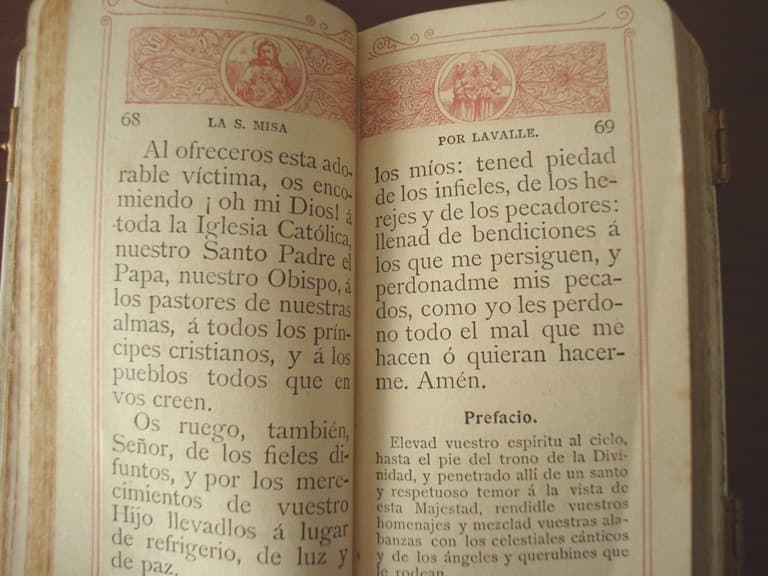 68
LA S. MISA
Al ofreceros esta ado-
rable víctima, os enco-
miendo ¡oh mi Dios! á
toda la Iglesia Católica,
nuestro Santo Padre el
Papa, nuestro Obispo, á
los pastores de nuestras
almas, á todos los prín-
cipes cristianos, y á los
pueblos todos que en
vos creen.
Os ruego, también,
Señor, de los fieles di-
funtos, y por los mere-
cimientos de vuestro
Hijo llevadlos á lugar
de refrigerio, de luz y
de paz.
POR LAVALLE.
69
los míos: tened piedad
de los infieles, de los he-
rejes y de los pecadores:
llenad de bendiciones á
los que me persiguen, y
perdonadme mis peca-
dos, como yo les perdo-
no todo el mal que me
hacen ó quieran hacer-
me. Amén.
Prefacio.
Elevad vuestro espíritu al cielo,
hasta el pie del trono de la Divi-
nidad, y penetrado allí de un santo
y respetuoso temor á la vista de
esta Majestad, rendidle vuestros
homenajes y mezclad vuestras ala-
banzas con los celestiales cánticos
y de los ángeles y querubines que
le rodean